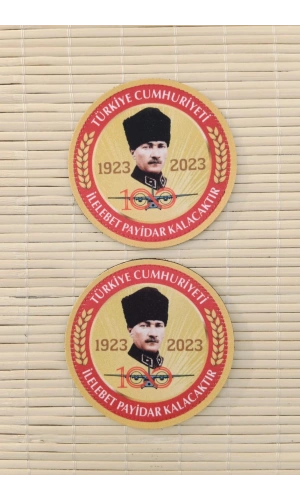 TÜRKİYE CUMHURİYETİ
1923 2023
100
İLELEBET PAYİDAR KALACAKTIR
TÜRKİYE CUMHURİYETİ
1923 2023
100
İLELEBET PAYİDAR KALACAKTIR